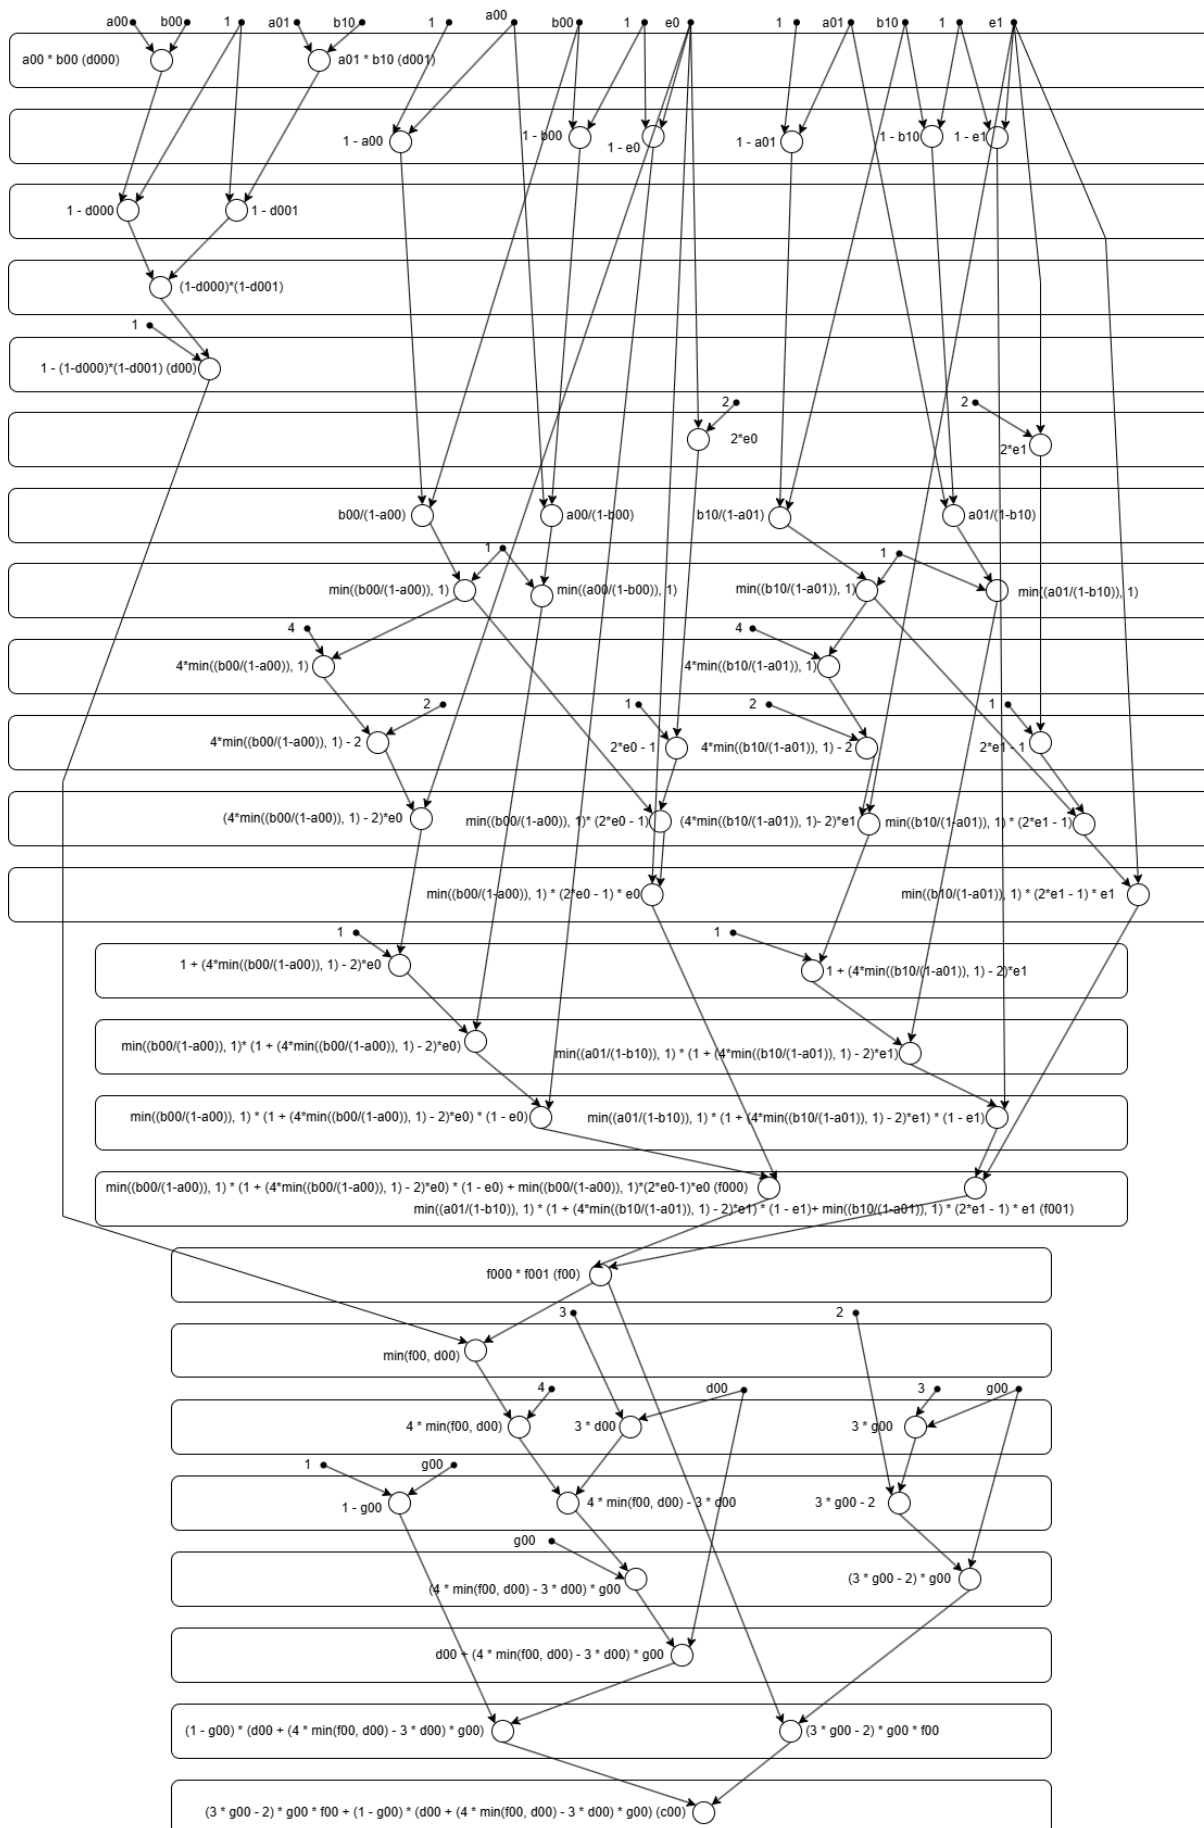 a00 b00 1 a01 b10 1 a00 b00 1 e0 1 a01 b10 1 e1
a00 * b00 (d000) a01 * b10 (d001)
1 - a00 1 - b00 1 - e0 1 - a01 1 - b10 1 - e1
1 - d000 1 - d001
(1-d000)*(1-d001)
1
1 - (1-d000)*(1-d001) (d00)
2 2
2*e0 2*e1
b00/(1-a00) a00/(1-b00) b10/(1-a01) a01/(1-b10)
1 1
min((b00/(1-a00)), 1) min((a00/(1-b00)), 1) min((b10/(1-a01)), 1) min((a01/(1-b10)), 1)
4 4
4*min((b00/(1-a00)), 1) 4*min((b10/(1-a01)), 1)
2 1 2 1
4*min((b00/(1-a00)), 1) - 2 2*e0 - 1 4*min((b10/(1-a01)), 1) - 2 2*e1 - 1
(4*min((b00/(1-a00)), 1) - 2)*e0 min((b00/(1-a00)), 1)* (2*e0 - 1) (4*min((b10/(1-a01)), 1)- 2)*e1 min((b10/(1-a01)), 1) * (2*e1 - 1)
min((b00/(1-a00)), 1) * (2*e0 - 1) * e0 min((b10/(1-a01)), 1) * (2*e1 - 1) * e1
1 1
1 + (4*min((b00/(1-a00)), 1) - 2)*e0 1 + (4*min((b10/(1-a01)), 1) - 2)*e1
min((b00/(1-a00)), 1)* (1 + (4*min((b00/(1-a00)), 1) - 2)*e0) min((a01/(1-b10)), 1) * (1 + (4*min((b10/(1-a01)), 1) - 2)*e1)
min((b00/(1-a00)), 1) * (1 + (4*min((b00/(1-a00)), 1) - 2)*e0) * (1 - e0) min((a01/(1-b10)), 1) * (1 + (4*min((b10/(1-a01)), 1) - 2)*e1) * (1 - e1)
min((b00/(1-a00)), 1) * (1 + (4*min((b00/(1-a00)), 1) - 2)*e0) * (1 - e0) + min((b00/(1-a00)), 1)*(2*e0-1)*e0 (f000)
min((a01/(1-b10)), 1) * (1 + (4*min((b10/(1-a01)), 1) - 2)*e1) * (1 - e1)+ min((b10/(1-a01)), 1) * (2*e1 - 1) * e1 (f001)
f000 * f001 (f00)
3 2
min(f00, d00)
4 d00 3 g00
4 * min(f00, d00) 3 * d00 3 * g00
1 g00
1 - g00 4 * min(f00, d00) - 3 * d00 3 * g00 - 2
g00
(4 * min(f00, d00) - 3 * d00) * g00 (3 * g00 - 2) * g00
d00 + (4 * min(f00, d00) - 3 * d00) * g00
(1 - g00) * (d00 + (4 * min(f00, d00) - 3 * d00) * g00) (3 * g00 - 2) * g00 * f00
(3 * g00 - 2) * g00 * f00 + (1 - g00) * (d00 + (4 * min(f00, d00) - 3 * d00) * g00) (c00)